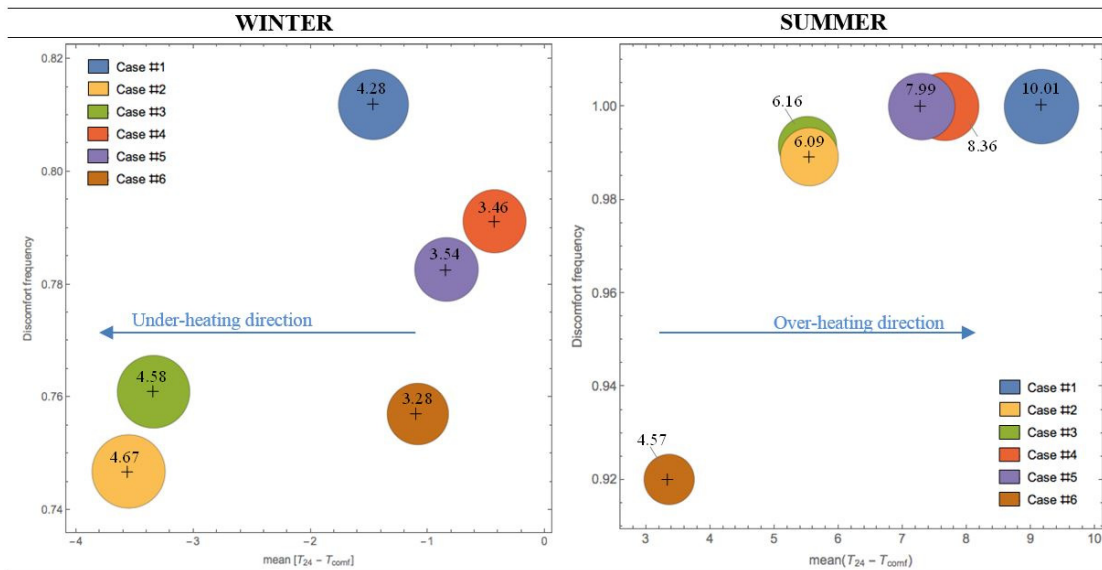 WINTER
SUMMER
0.82
0.80
0.78
0.76
0.74
Discomfort frequency
Case #1
Case #2
Case #3
Case #4
Case #5
Case #6
4.28
3.46
3.54
Under-heating direction
4.58
3.28
4.67
−4
−3
−2
−1
0
mean [T24 − Tcomf]
1.00
0.98
0.96
0.94
0.92
Discomfort frequency
6.16
6.09
7.99
10.01
8.36
Over-heating direction
4.57
Case #1
Case #2
Case #3
Case #4
Case #5
Case #6
3
4
5
6
7
8
9
10
mean(T24 − Tcomf)